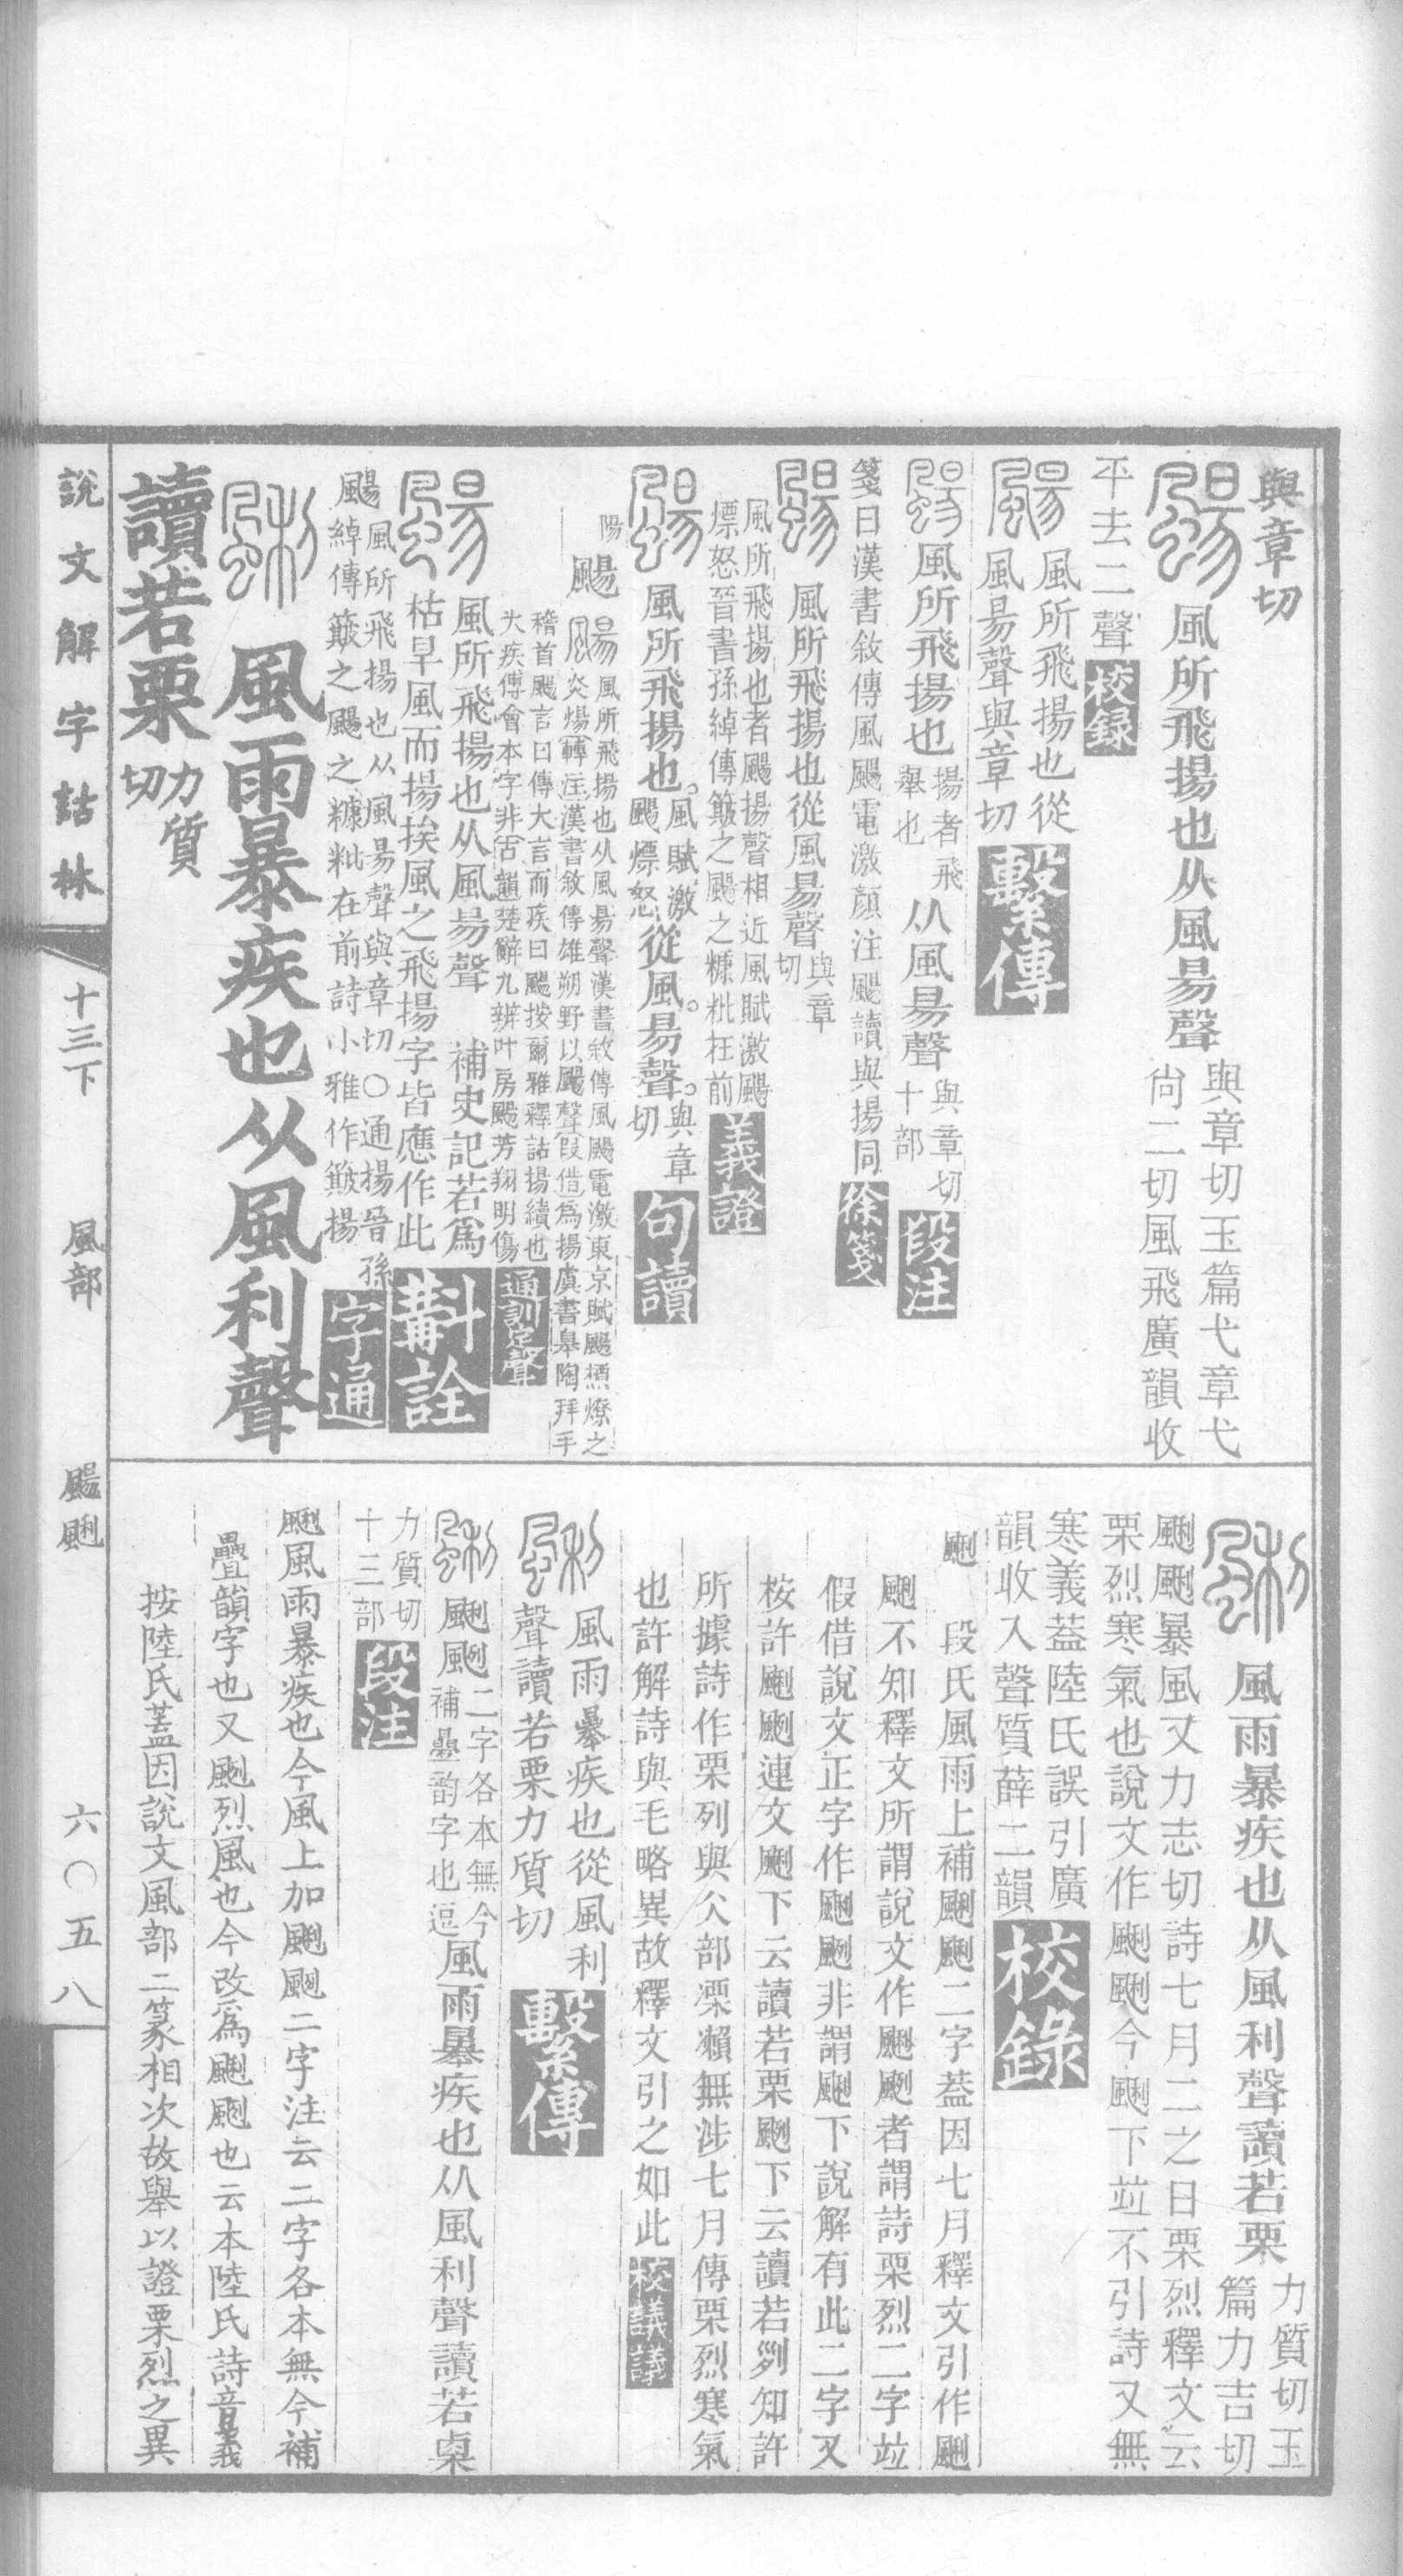 與章切
風所飛揚也从風昜聲
與章切玉篇弋章弋
尙二切風飛廣韻收
平去二聲
校錄
風所飛揚也從
風昜聲與章切
繫傳
風所飛揚也
揚者飛
舉也
从風昜聲
與章切
十部
段注
箋曰漢書敘傳風颺電激顏注颺讀與揚同
徐箋
風所飛揚也從風昜聲
與章
切
風所飛揚也者颺揚聲相近風賦激颺
熛怒晉書孫綽傳簸之颺之糠粃在前
義證
風所飛揚也。
風賦激
颺熛怒
從風。昜聲。
與章
切
句讀
陽
颺
風所飛揚也从風昜聲漢書敘傳風颺電激東京賦颺槱燎之
炎煬轉注漢書敘傳雄朔野以颺聲叚借爲揚虞書皋陶拜手
稽首颺言曰傳大言而疾曰颺按爾雅釋詁揚續也
大疾傅會本字非古韻楚辭九辨叶房颺芳翔明傷
通訓定聲
風所飛揚也从風昜聲 補史記若爲
枯旱風而揚挨風之飛揚字皆應作此
斠詮
颺風所飛揚也从風昜聲與章切〇通揚晉孫
綽傳簸之颺之糠粃在前詩小雅作簸揚
字通
風雨暴疾也从風利聲
讀若栗
力質
切
說文解字詁林
十三下
風部
颺颲
六〇五八
風雨暴疾也从風利聲讀若栗
力質切玉
篇力吉切
颲颲暴風又力志切詩七月二之日栗烈釋文云
栗烈寒氣也說文作颲颲今颲下竝不引詩又無
寒義蓋陸氏誤引廣
韻收入聲質薛二韻
校錄
颲 段氏風雨上補颲颲二字蓋因七月釋文引作颲
颲不知釋文所謂說文作颲颲者謂詩栗烈二字竝
假借說文正字作颲颲非謂颲下說解有此二字又
桉許颲颲連文颲下云讀若栗颲下云讀若剡知許
所據詩作栗列與仌部凓瀨無涉七月傳栗烈寒氣
也許解詩與毛略異故釋文引之如此
校議議
風雨暴疾也從風利
聲讀若栗力質切
繫傳
颲颲
二字各本無今
補疊韵字也逗
風雨暴疾也从風利聲讀若桌
力質切
十三部
段注
颲風雨暴疾也今風上加颲颲二字注云二字各本無今補
疊韻字也又颲烈風也今改爲颲颲也云本陸氏詩音義
按陸氏蓋因說文風部二篆相次故舉以證栗烈之異